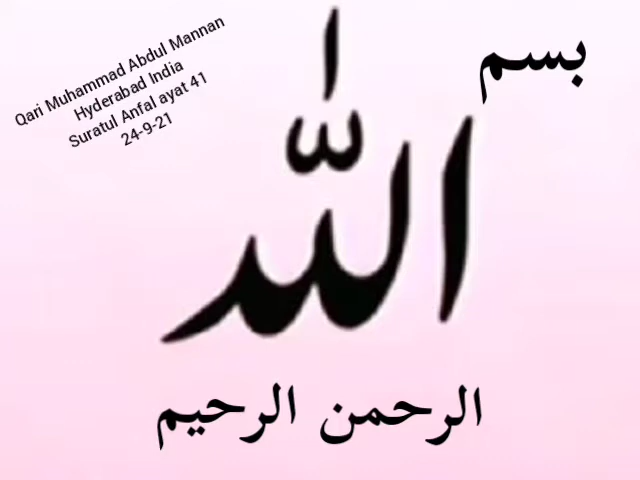 Qari Muhammad Abdul Mannan
Hyderabad India
Suratul Anfal ayat 41
24-9-21
بسم
الله
الرحمن الرحيم